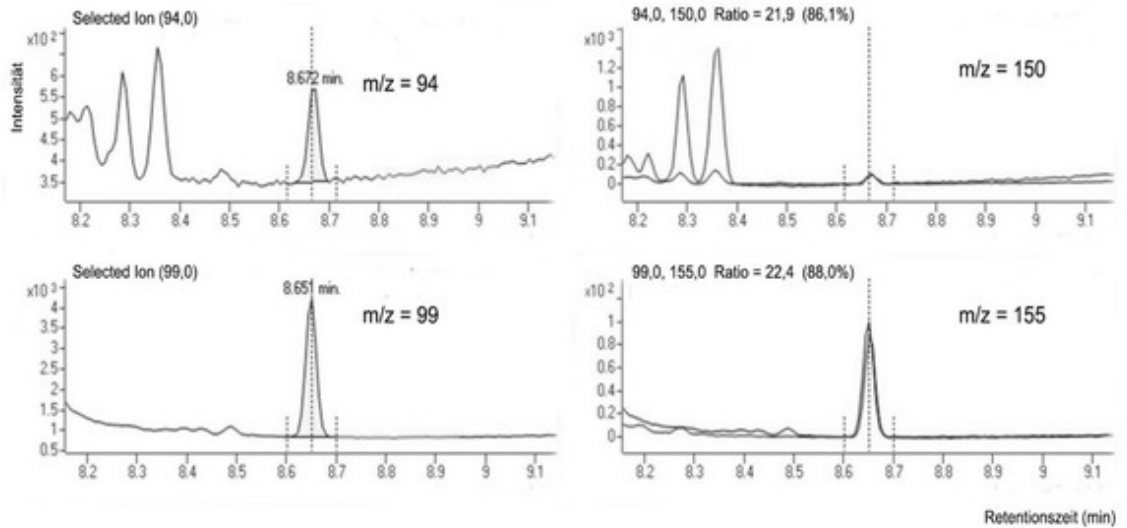 Selected Ion (94,0)
x10²
Intensität
6
5.5
5
4.5
4
3.5
8.672 min.
m/z = 94
8.2 8.3 8.4 8.5 8.6 8.7 8.8 8.9 9 9.1
94,0, 150,0 Ratio = 21,9 (86,1%)
x10³
1.2
1
0.8
0.6
0.4
0.2
0
m/z = 150
8.2 8.3 8.4 8.5 8.6 8.7 8.8 8.9 9 9.1
Selected Ion (99,0)
x10³
4
3.5
3
2.5
2
1.5
1
0.5
8.651 min.
m/z = 99
8.2 8.3 8.4 8.5 8.6 8.7 8.8 8.9 9 9.1
99,0, 155,0 Ratio = 22,4 (88,0%)
x10²
1
0.8
0.6
0.4
0.2
0
m/z = 155
8.2 8.3 8.4 8.5 8.6 8.7 8.8 8.9 9 9.1
Retentionszeit (min)